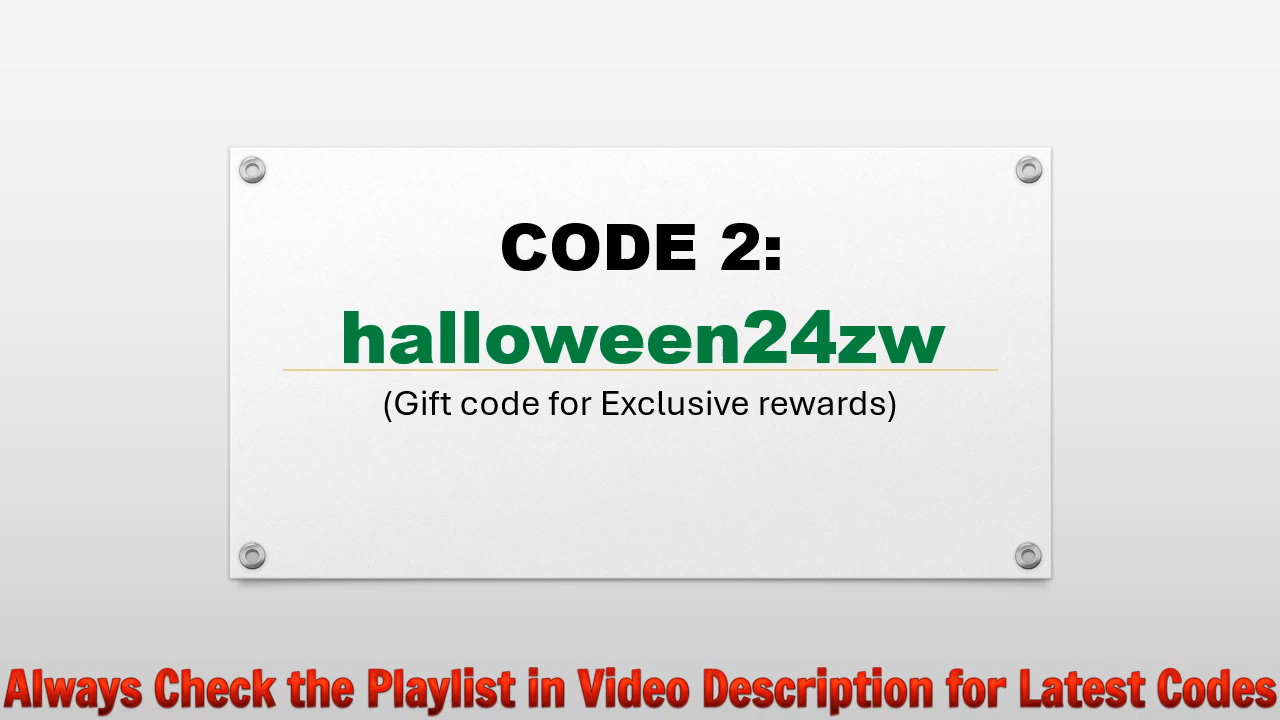 CODE 2:
halloween24zw
(Gift code for Exclusive rewards)
Always Check the Playlist in Video Description for Latest Codes